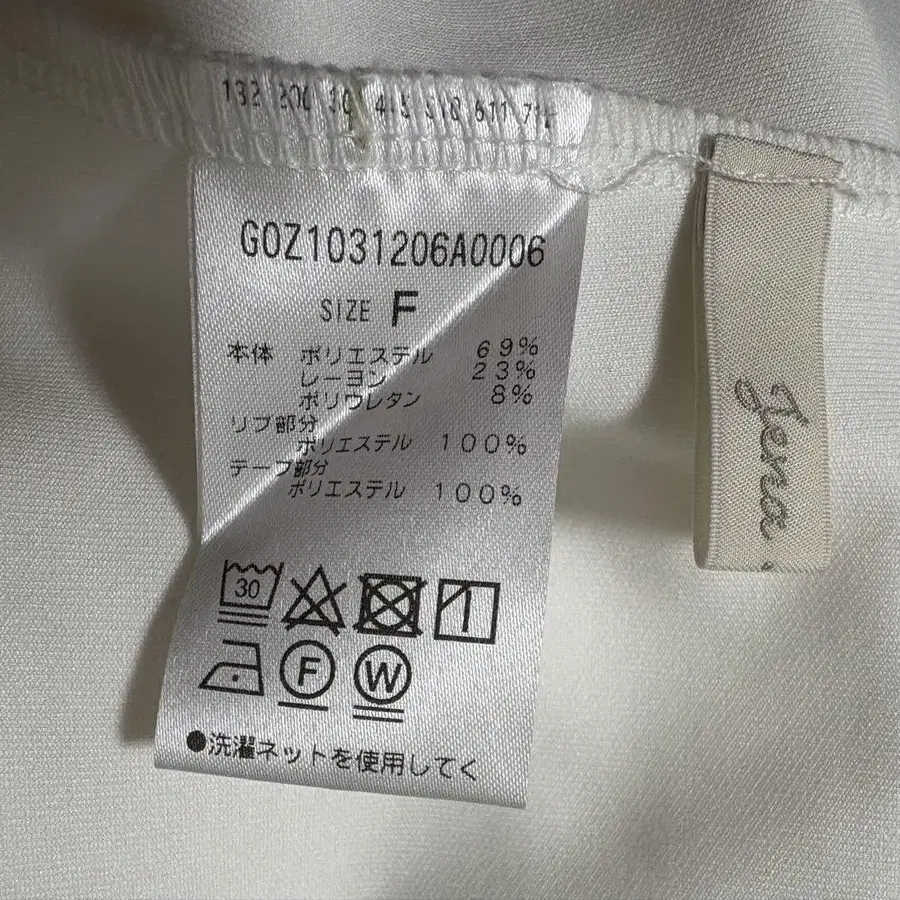 G0Z1031206A0006
SIZE F
本体 ポリエステル 69%
レーヨン 23%
ポリウレタン 8%
リブ部分
ポリエステル 100%
テープ部分
ポリエステル 100%
30
F W
●洗濯ネットを使用してく
Jena